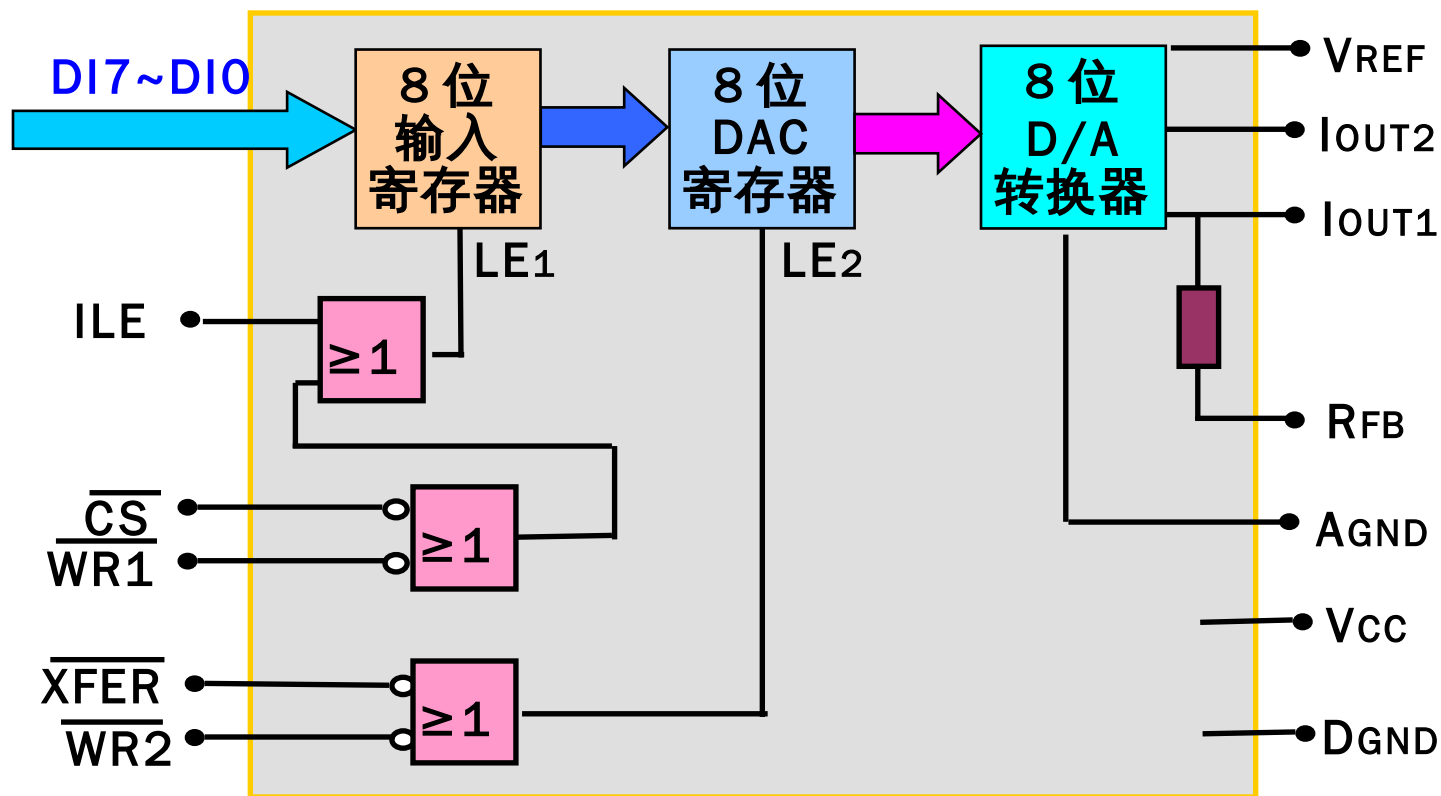 DI7~DI0
8 位
输入
寄存器
8 位
DAC
寄存器
8 位
D/A
转换器
VREF
IOUT2
IOUT1
LE1
LE2
ILE
≥1
RFB
CS
WR1
≥1
AGND
VCC
XFER
WR2
≥1
DGND